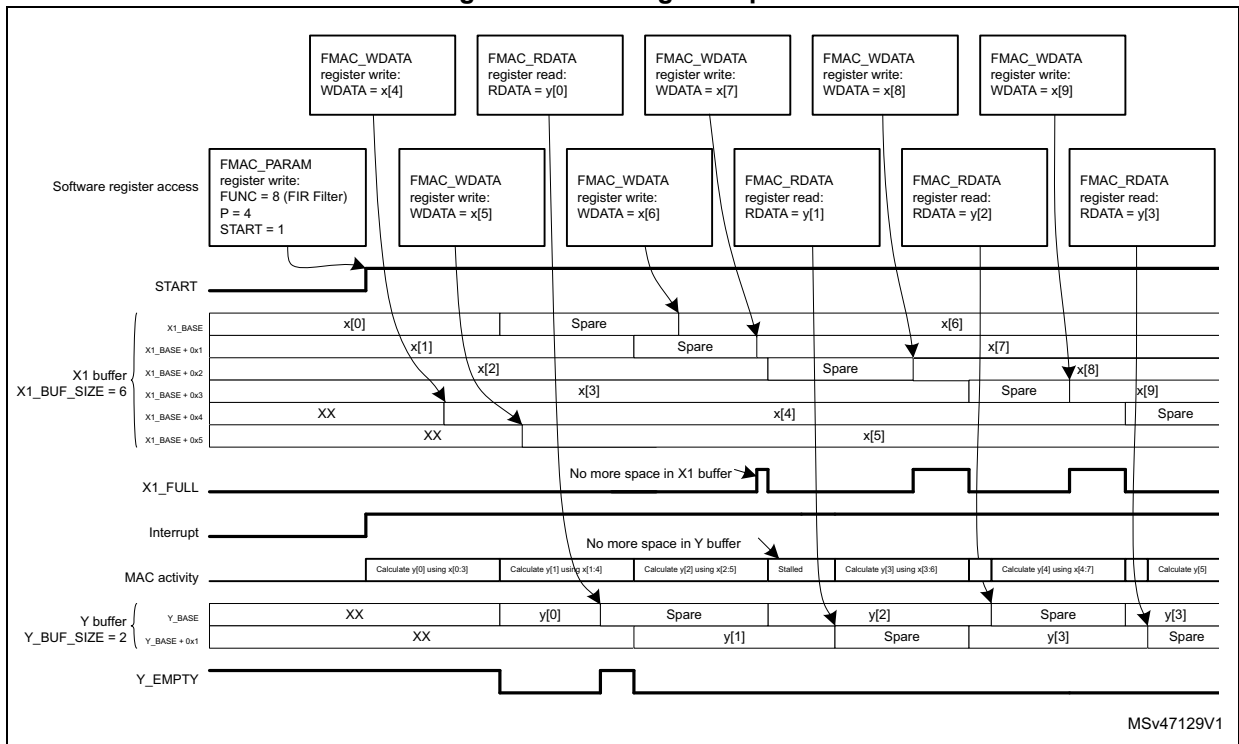 FMAC_WDATA
register write:
WDATA = x[4]
FMAC_RDATA
register read:
RDATA = y[0]
FMAC_WDATA
register write:
WDATA = x[7]
FMAC_WDATA
register write:
WDATA = x[8]
FMAC_WDATA
register write:
WDATA = x[9]
Software register access
FMAC_PARAM
register write:
FUNC = 8 (FIR Filter)
P = 4
START = 1
FMAC_WDATA
register write:
WDATA = x[5]
FMAC_WDATA
register write:
WDATA = x[6]
FMAC_RDATA
register read:
RDATA = y[1]
FMAC_RDATA
register read:
RDATA = y[2]
FMAC_RDATA
register read:
RDATA = y[3]
START
X1 buffer
X1_BUF_SIZE = 6
X1_BASE x[0] Spare x[6]
X1_BASE + 0x1 x[1] Spare x[7]
X1_BASE + 0x2 x[2] Spare x[8]
X1_BASE + 0x3 x[3] Spare x[9]
X1_BASE + 0x4 XX x[4] Spare
X1_BASE + 0x5 XX x[5]
No more space in X1 buffer
X1_FULL
Interrupt
No more space in Y buffer
MAC activity Calculate y[0] using x[0:3] Calculate y[1] using x[1:4] Calculate y[2] using x[2:5] Stalled Calculate y[3] using x[3:6] Calculate y[4] using x[4:7] Calculate y[5]
Y buffer
Y_BUF_SIZE = 2
Y_BASE XX y[0] Spare y[2] Spare y[3]
Y_BASE + 0x1 XX y[1] Spare y[3] Spare
Y_EMPTY
MSv47129V1